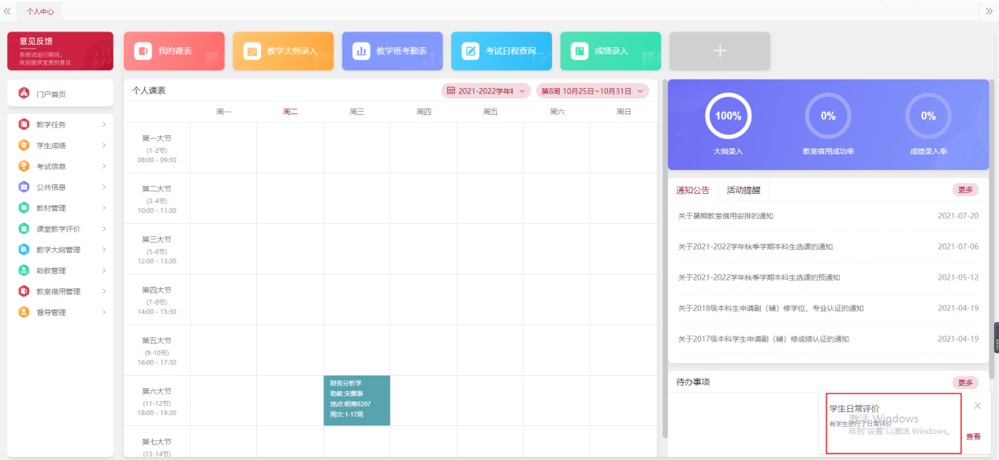 个人中心
意见反馈
系统试运行期间，
欢迎提供宝贵的意见
我的课表
教学大纲录入
教学班考勤表
考试日程查询
成绩录入
门户首页
教学任务
学生成绩
考试信息
公共信息
教材管理
课堂教学评价
教学大纲管理
助教管理
教室借用管理
督导管理
个人课表
2021-2022学年
第8周 10月25日~10月31日
周一 周二 周三 周四 周五 周六 周日
第一大节
(1-2节)
08:00 - 09:30
第二大节
(3-4节)
10:00 - 11:30
第三大节
(5-6节)
12:00 - 13:30
第四大节
(7-8节)
14:00 - 15:30
第五大节
(9-10节)
16:00 - 17:30
第六大节
(11-12节)
18:00 - 19:30
财务分析学
助教:宋雅琳
地点:明商0207
周次:1-17周
第七大节
(13-14节)
100%
大纲录入
0%
教室借用成功率
0%
成绩录入率
通知公告 活动提醒 更多
关于暑期教室借用安排的通知 2021-07-20
关于2021-2022学年秋季学期本科生选课的通知 2021-07-06
关于2021-2022学年秋季学期本科生选课的预通知 2021-05-12
关于2018级本科生申请副（辅）修学位、专业认证的通知 2021-04-19
关于2017级本科学生申请副（辅）修成绩认证的通知 2021-04-19
待办事项 更多
学生日常评价
有学生进行了日常评价
查看
激活 Windows
转到"设置"以激活 Windows。